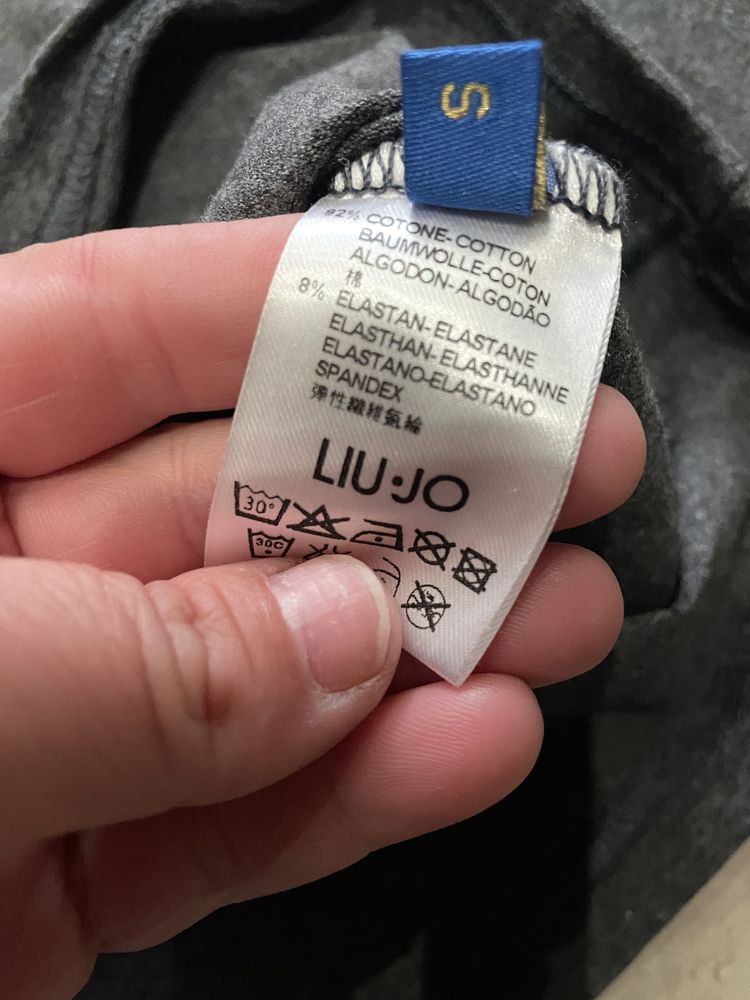 S
92% COTONE-COTTON
BAUMWOLLE-COTON
ALGODON-ALGODÃO
棉
8% ELASTAN-ELASTANE
ELASTHAN-ELASTHANNE
ELASTANO-ELASTANO
SPANDEX
彈性纖維氨綸
LIU·JO
30°
30C